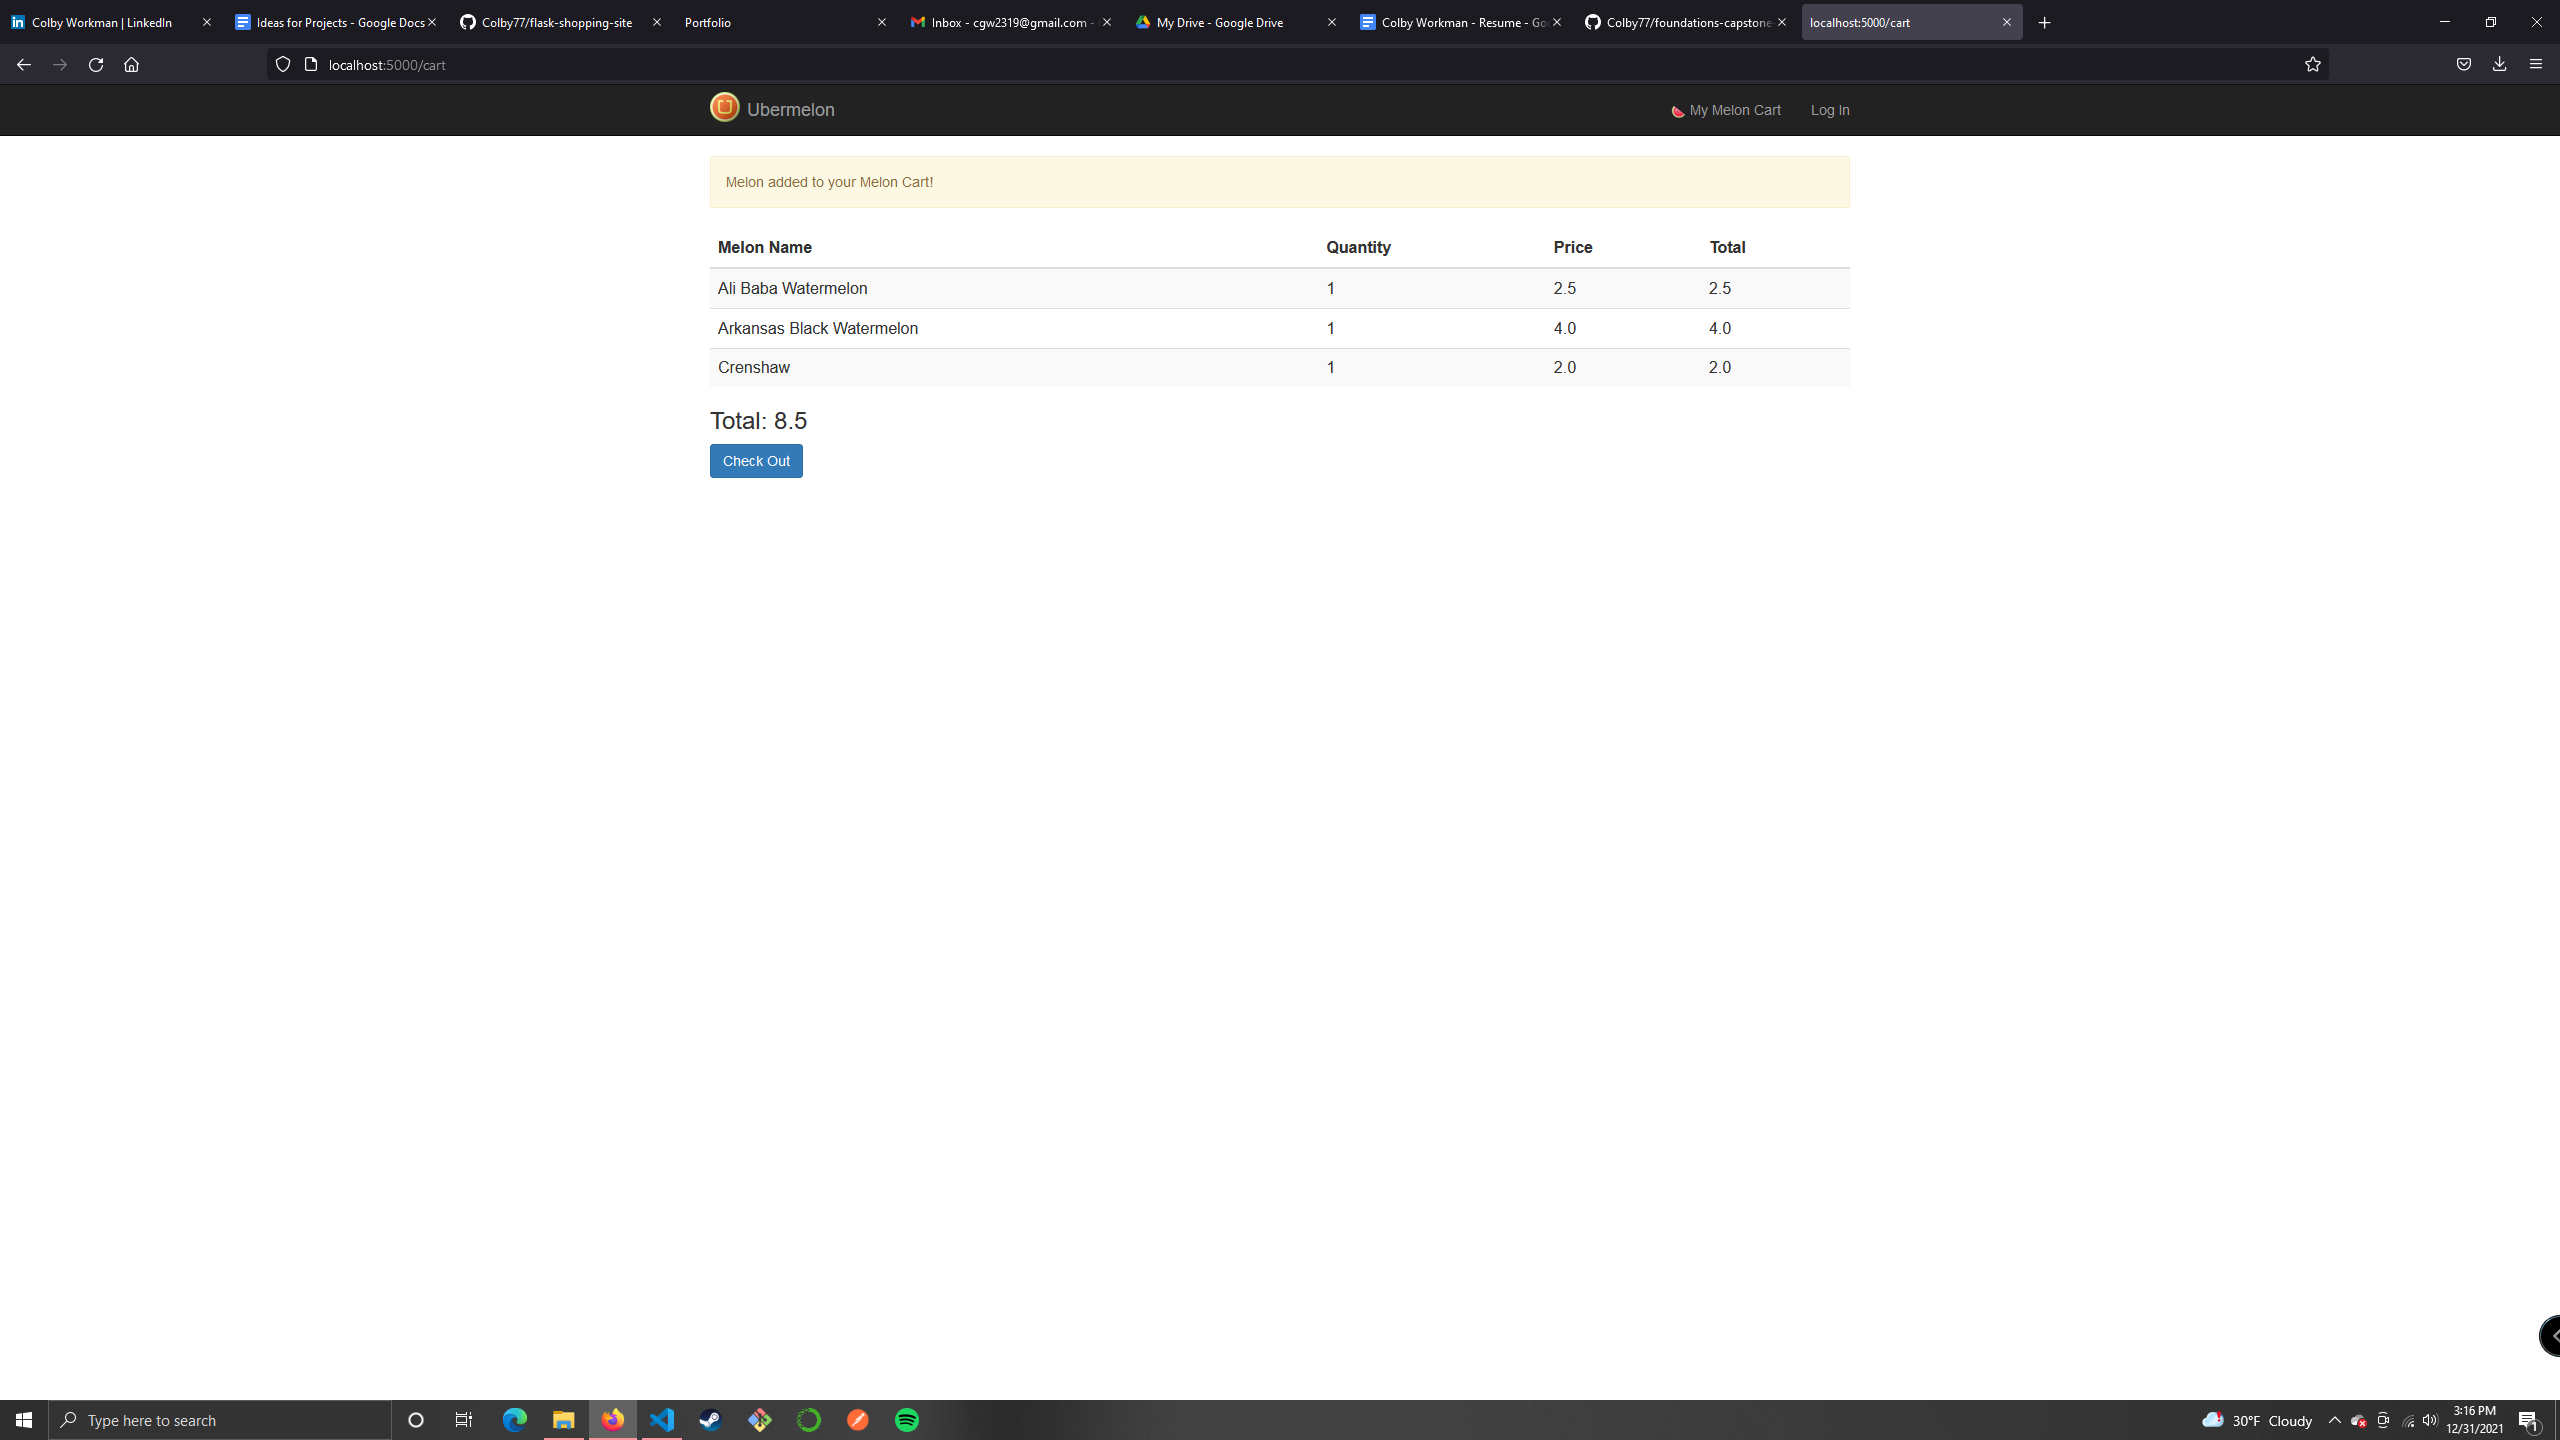 Colby Workman | LinkedIn
Ideas for Projects - Google Docs
Colby77/flask-shopping-site
Portfolio
Inbox - cgw2319@gmail.com -
My Drive - Google Drive
Colby Workman - Resume - Goo
Colby77/foundations-capstone-
localhost:5000/cart
localhost:5000/cart
Ubermelon
My Melon Cart
Log In
Melon added to your Melon Cart!
Melon Name Quantity Price Total
Ali Baba Watermelon 1 2.5 2.5
Arkansas Black Watermelon 1 4.0 4.0
Crenshaw 1 2.0 2.0
Total: 8.5
Check Out
Type here to search
30°F Cloudy
3:16 PM
12/31/2021
1